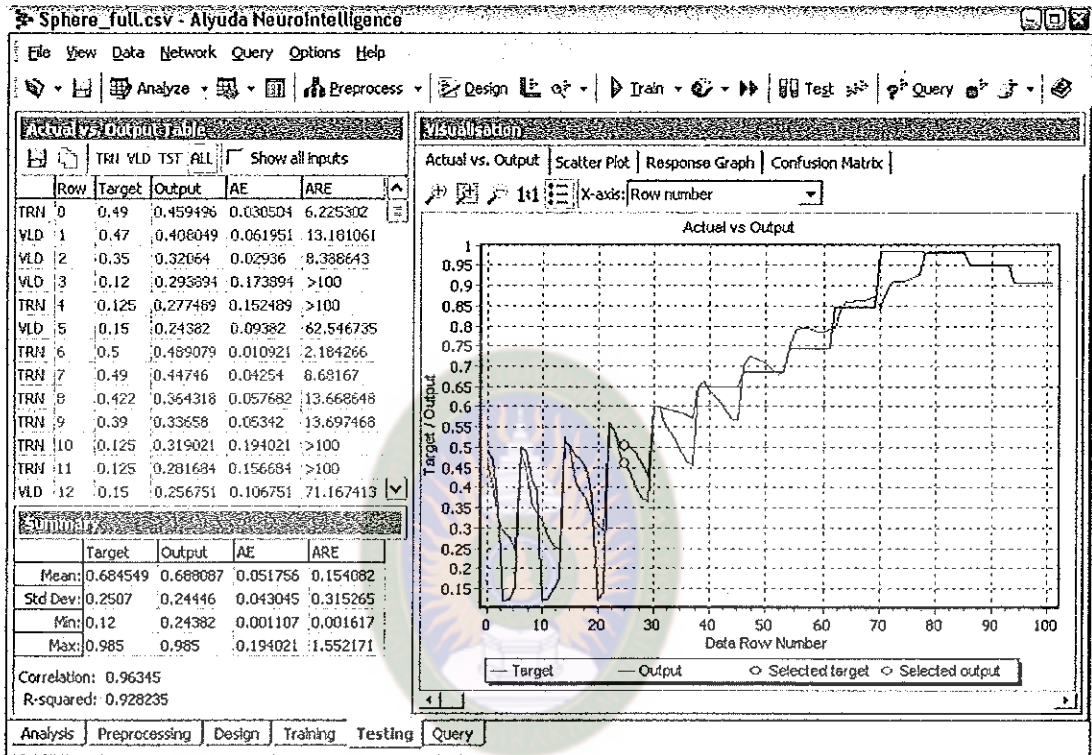 Sphere_full.csv - Alyuda NeuroIntelligence
File View Data Network Query Options Help
Analyze Preprocess Design Train Test Query
Actual vs Output Table
TRN VLD TST ALL Show all inputs
Row Target Output AE ARE
TRN 0 0.49 0.459496 0.030504 6.225302
VLD 1 0.47 0.408049 0.061951 13.181061
VLD 2 0.35 0.32064 0.02936 8.388643
VLD 3 0.12 0.293894 0.173894 >100
TRN 4 0.125 0.277489 0.152489 >100
VLD 5 0.15 0.24382 0.09382 62.546735
TRN 6 0.5 0.489079 0.010921 2.184266
TRN 7 0.49 0.44746 0.04254 8.68167
TRN 8 0.422 0.364318 0.057682 13.668648
TRN 9 0.39 0.33658 0.05342 13.697468
TRN 10 0.125 0.319021 0.194021 >100
TRN 11 0.125 0.281684 0.156684 >100
VLD 12 0.15 0.256751 0.106751 71.167413
Summary
Target Output AE ARE
Mean: 0.684549 0.688087 0.051756 0.154082
Std Dev: 0.2507 0.24446 0.043045 0.315265
Min: 0.12 0.24382 0.001107 0.001617
Max: 0.985 0.985 0.194021 1.552171
Correlation: 0.96345
R-squared: 0.928235
Visualisation
Actual vs. Output Scatter Plot Response Graph Confusion Matrix
1:1 X-axis: Row number
Actual vs Output
Target / Output
1
0.95
0.9
0.85
0.8
0.75
0.7
0.65
0.6
0.55
0.5
0.45
0.4
0.35
0.3
0.25
0.2
0.15
0 10 20 30 40 50 60 70 80 90 100
Data Row Number
Target Output Selected target Selected output
Analysis Preprocessing Design Training Testing Query